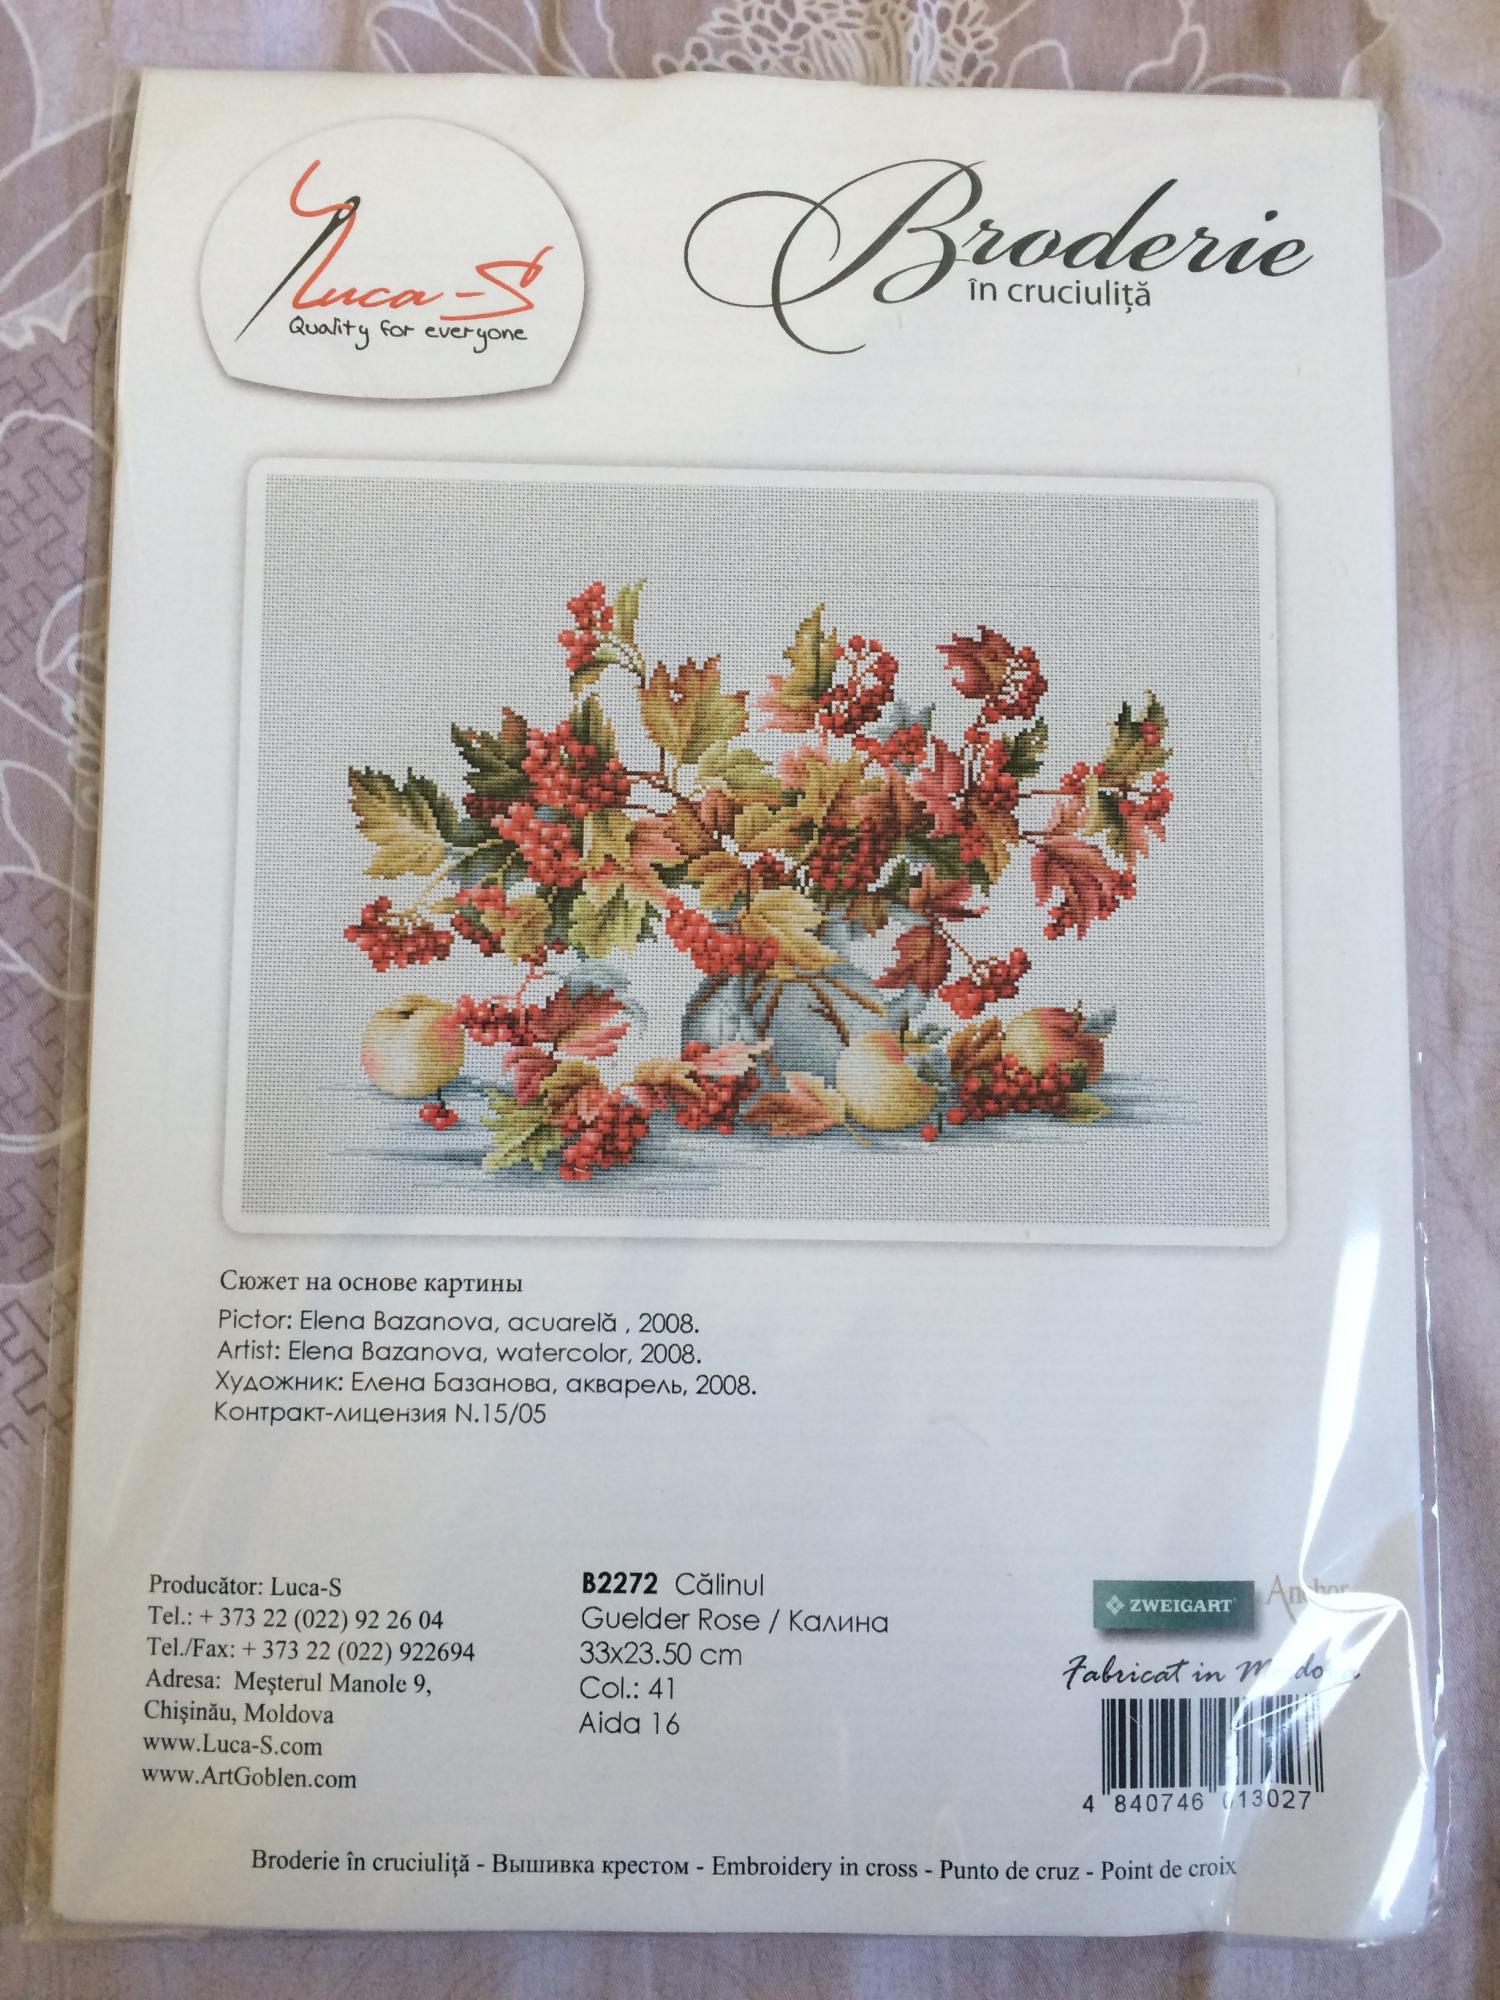 Luca-S
Quality for everyone
Broderie
în cruciuliță
Сюжет на основе картины
Pictor: Elena Bazanova, acuarelă , 2008.
Artist: Elena Bazanova, watercolor, 2008.
Художник: Елена Базанова, акварель, 2008.
Контракт-лицензия N.15/05
Producător: Luca-S
Tel.: + 373 22 (022) 92 26 04
Tel./Fax: + 373 22 (022) 922694
Adresa: Meşterul Manole 9,
Chişinău, Moldova
www.Luca-S.com
www.ArtGoblen.com
B2272 Călinul
Guelder Rose / Калина
33x23.50 cm
Col.: 41
Aida 16
ZWEIGART
Anchor
Fabricat in Moldova
4 840746 013027
Broderie în cruciuliță - Вышивка крестом - Embroidery in cross - Punto de cruz - Point de croix